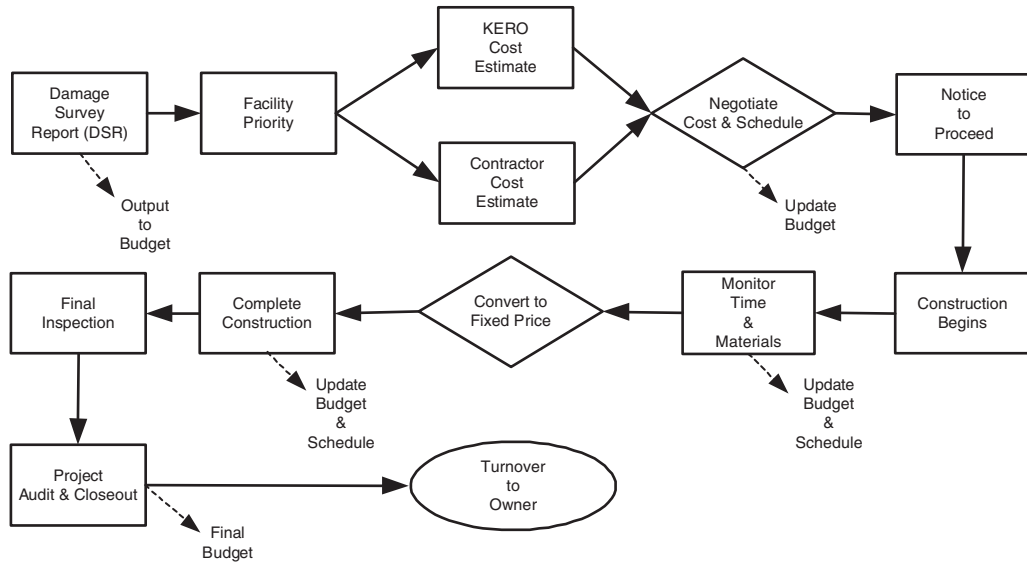 Damage
Survey
Report (DSR)
Facility
Priority
KERO
Cost
Estimate
Contractor
Cost
Estimate
Negotiate
Cost & Schedule
Notice
to
Proceed
Output
to
Budget
Update
Budget
Construction
Begins
Monitor
Time
&
Materials
Convert to
Fixed Price
Complete
Construction
Final
Inspection
Update
Budget
&
Schedule
Update
Budget
&
Schedule
Project
Audit & Closeout
Turnover
to
Owner
Final
Budget